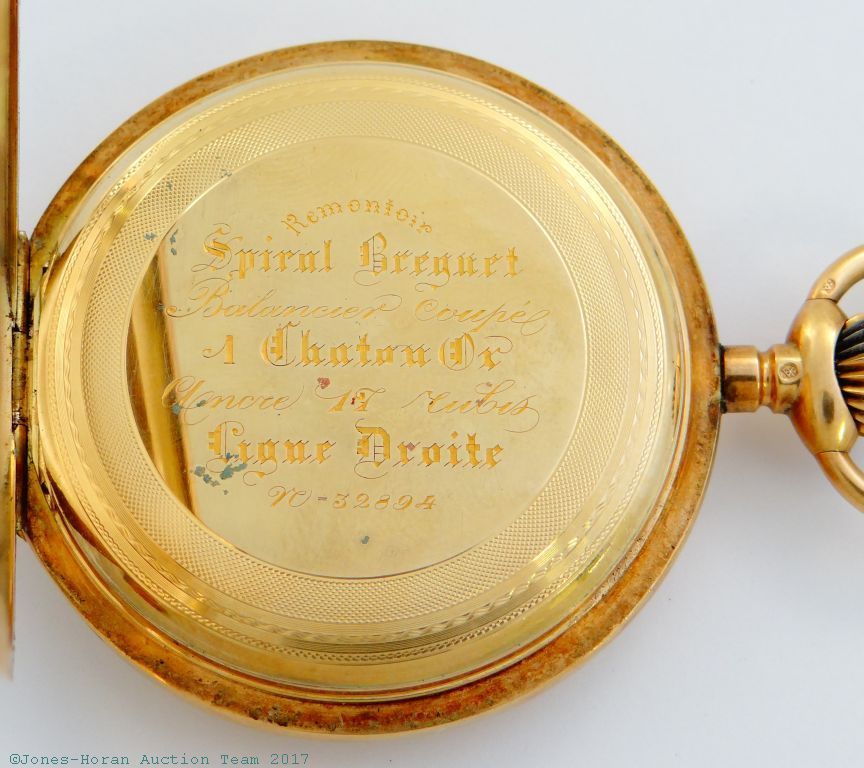 Remontoir
Spiral Breguet
Balancier Coupé
1 Chaton Or
Ancre 17 rubis
Ligne Droite
No - 32894
©Jones-Horan Auction Team 2017